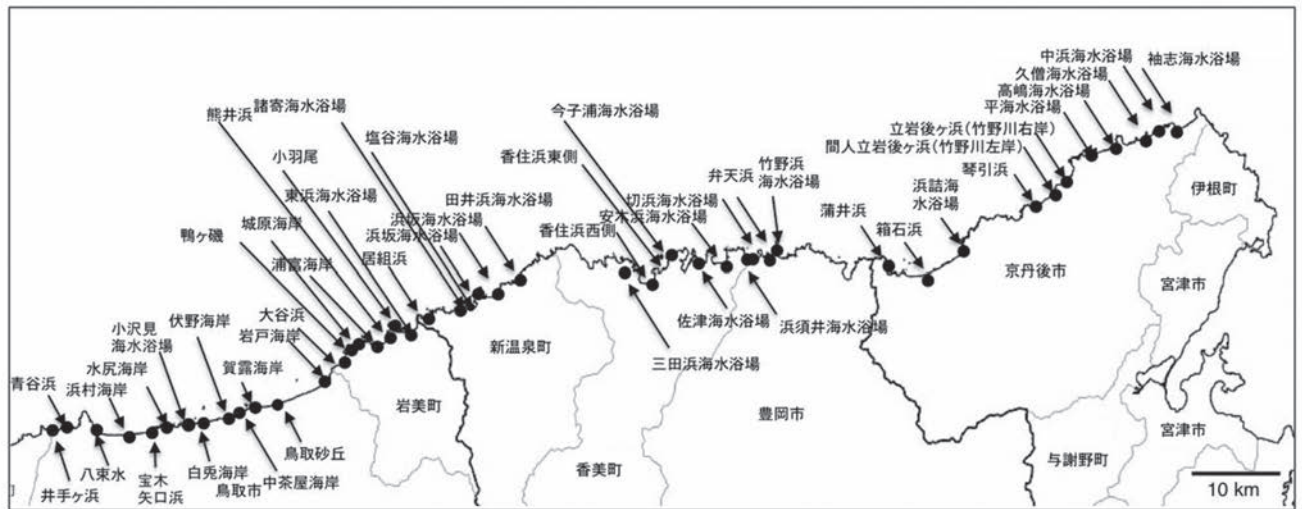 中浜海水浴場
袖志海水浴場
久僧海水浴場
高嶋海水浴場
平海水浴場
立岩後ヶ浜(竹野川右岸)
間人立岩後ヶ浜(竹野川左岸)
琴引浜
浜詰海
水浴場
箱石浜
蒲井浜
伊根町
京丹後市
宮津市
宮津市
与謝野町
熊井浜
諸寄海水浴場
今子浦海水浴場
塩谷海水浴場
小羽尾
香住浜東側
弁天浜
竹野浜
海水浴場
東浜海水浴場
田井浜海水浴場
切浜海水浴場
安木浜海水浴場
城原海岸
浜坂海水浴場
浜坂海水浴場
香住浜西側
鴨ヶ磯
居組浜
浦富海岸
大谷浜
岩戸海岸
佐津海水浴場
浜須井海水浴場
三田浜海水浴場
新温泉町
香美町
豊岡市
岩美町
小沢見
海水浴場
伏野海岸
水尻海岸
賀露海岸
青谷浜
浜村海岸
鳥取砂丘
八束水
宝木
矢口浜
白兎海岸
鳥取市
中茶屋海岸
井手ヶ浜
町
10 km